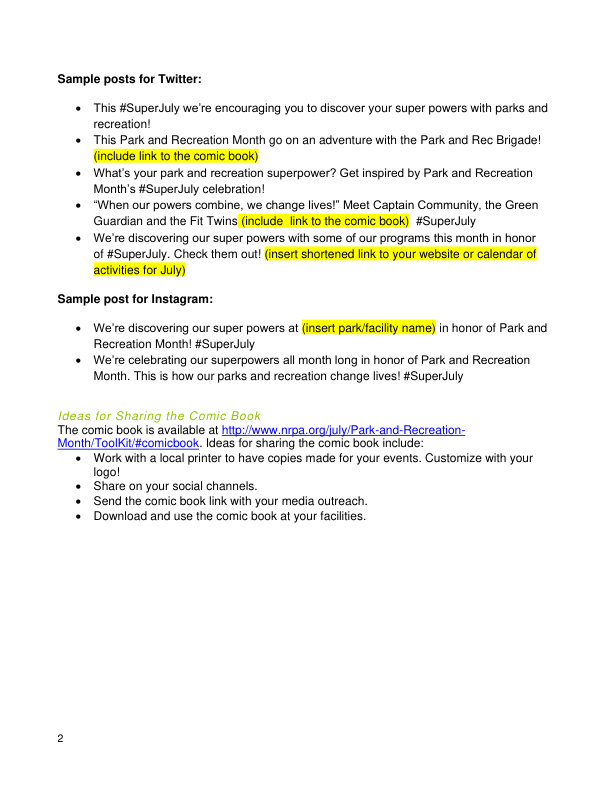 Sample posts for Twitter:
• This #SuperJuly we're encouraging you to discover your super powers with parks and
recreation!
• This Park and Recreation Month go on an adventure with the Park and Rec Brigade!
(include link to the comic book)
• What's your park and recreation superpower? Get inspired by Park and Recreation
Month's #SuperJuly celebration!
• “When our powers combine, we change lives!” Meet Captain Community, the Green
Guardian and the Fit Twins (include  link to the comic book)  #SuperJuly
• We're discovering our super powers with some of our programs this month in honor
of #SuperJuly. Check them out! (insert shortened link to your website or calendar of
activities for July)
Sample post for Instagram:
• We're discovering our super powers at (insert park/facility name) in honor of Park and
Recreation Month! #SuperJuly
• We're celebrating our superpowers all month long in honor of Park and Recreation
Month. This is how our parks and recreation change lives! #SuperJuly
Ideas for Sharing the Comic Book
The comic book is available at http://www.nrpa.org/july/Park-and-Recreation-
Month/ToolKit/#comicbook. Ideas for sharing the comic book include:
• Work with a local printer to have copies made for your events. Customize with your
logo!
• Share on your social channels.
• Send the comic book link with your media outreach.
• Download and use the comic book at your facilities.
2